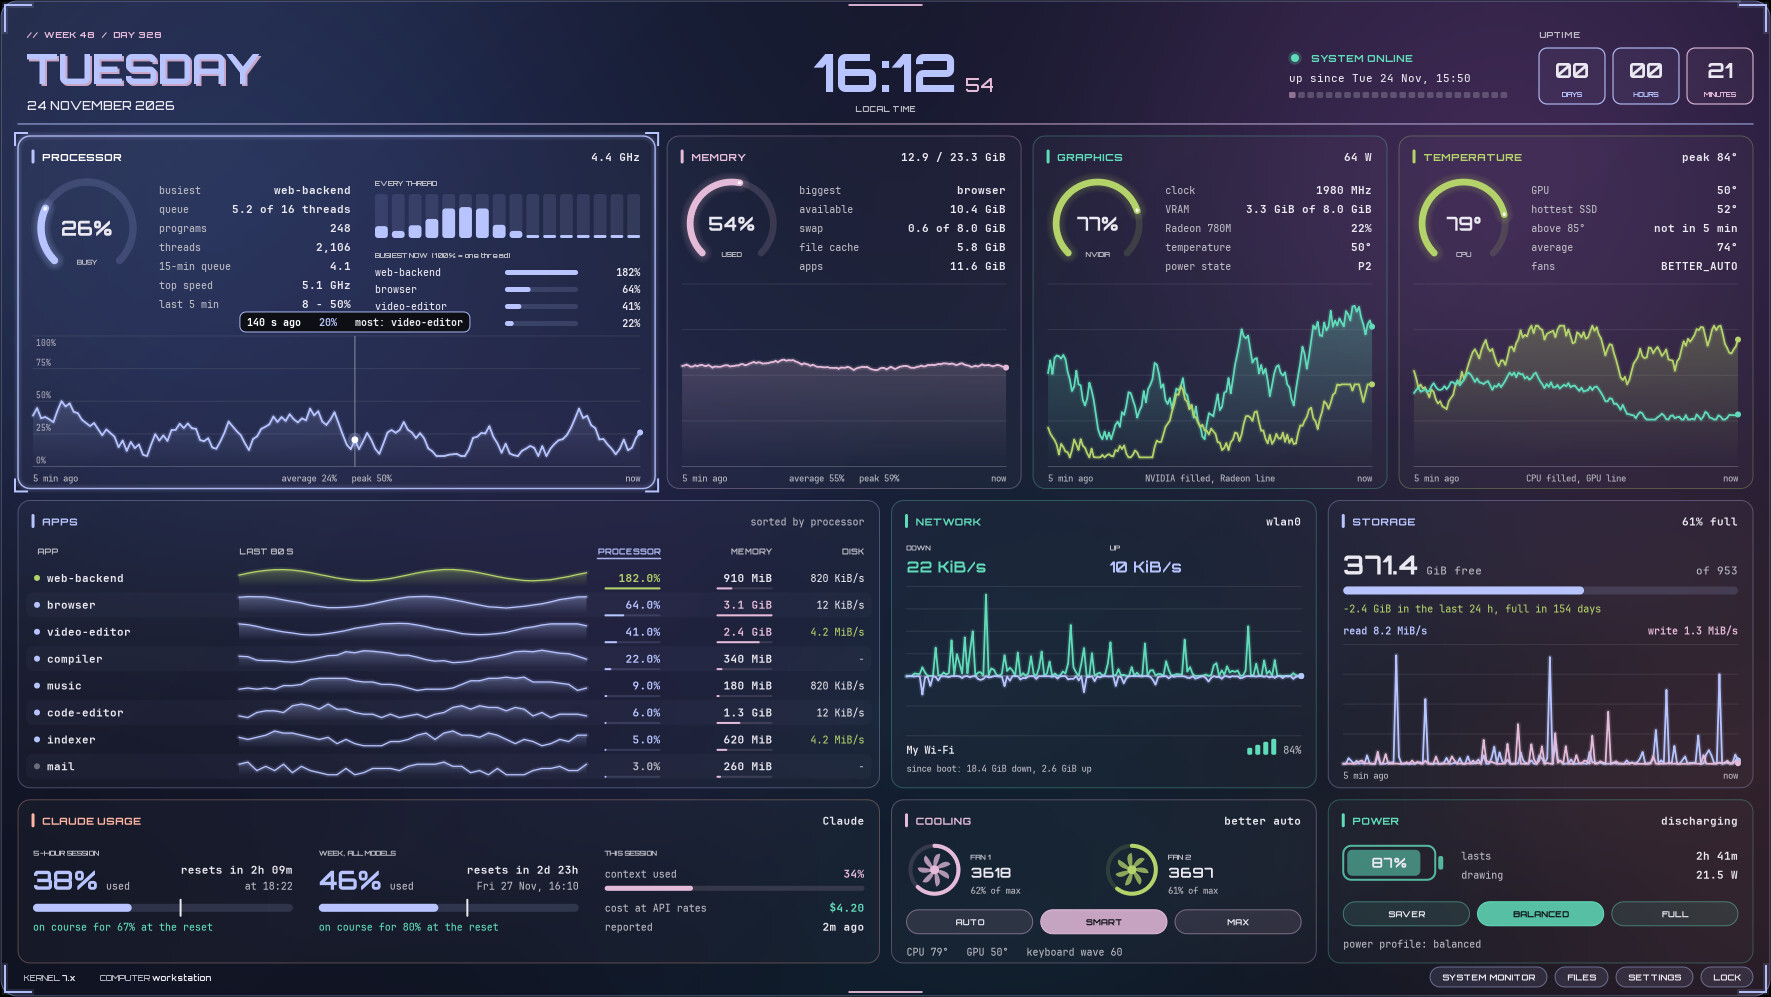 // WEEK 48 / DAY 328
TUESDAY
24 NOVEMBER 2026
16:12 54
LOCAL TIME
SYSTEM ONLINE
up since Tue 24 Nov, 15:50
UPTIME
00 DAYS
00 HOURS
21 MINUTES
PROCESSOR 4.4 GHz
26%
BUSY
busiest web-backend
queue 5.2 of 16 threads
programs 248
threads 2,106
15-min queue 4.1
top speed 5.1 GHz
last 5 min 8 - 50%
EVERY THREAD
BUSIEST NOW (100% = one thread)
web-backend 182%
browser 64%
video-editor 41%
22%
140 s ago 20% most: video-editor
100%
75%
50%
25%
0%
5 min ago average 24% peak 50% now
MEMORY 12.9 / 23.3 GiB
54%
USED
biggest browser
available 10.4 GiB
swap 0.6 of 8.0 GiB
file cache 5.8 GiB
apps 11.6 GiB
5 min ago average 55% peak 59% now
GRAPHICS 64 W
77%
NVIDIA
clock 1980 MHz
VRAM 3.3 GiB of 8.0 GiB
Radeon 780M 22%
temperature 50°
power state P2
5 min ago NVIDIA filled, Radeon line now
TEMPERATURE peak 84°
79°
CPU
GPU 50°
hottest SSD 52°
above 85° not in 5 min
average 74°
fans BETTER_AUTO
5 min ago CPU filled, GPU line now
APPS sorted by processor
APP LAST 80 S PROCESSOR MEMORY DISK
web-backend 182.0% 910 MiB 820 KiB/s
browser 64.0% 3.1 GiB 12 KiB/s
video-editor 41.0% 2.4 GiB 4.2 MiB/s
compiler 22.0% 340 MiB -
music 9.0% 180 MiB 820 KiB/s
code-editor 6.0% 1.3 GiB 12 KiB/s
indexer 5.0% 620 MiB 4.2 MiB/s
mail 3.0% 260 MiB -
NETWORK wlan0
DOWN UP
22 KiB/s 10 KiB/s
My Wi-Fi 84%
since boot: 18.4 GiB down, 2.6 GiB up
STORAGE 61% full
371.4 GiB free of 953
-2.4 GiB in the last 24 h, full in 154 days
read 8.2 MiB/s write 1.3 MiB/s
5 min ago now
CLAUDE USAGE Claude
5-HOUR SESSION
38% used
resets in 2h 09m
at 18:22
on course for 67% at the reset
WEEK, ALL MODELS
46% used
resets in 2d 23h
Fri 27 Nov, 16:10
on course for 80% at the reset
THIS SESSION
context used 34%
cost at API rates $4.20
reported 2m ago
COOLING better auto
FAN 1
3618
62% of max
FAN 2
3697
61% of max
AUTO SMART MAX
CPU 79° GPU 50° keyboard wave 60
POWER discharging
87%
lasts 2h 41m
drawing 21.5 W
SAVER BALANCED FULL
power profile: balanced
KERNEL 7.x COMPUTER workstation
SYSTEM MONITOR FILES SETTINGS LOCK